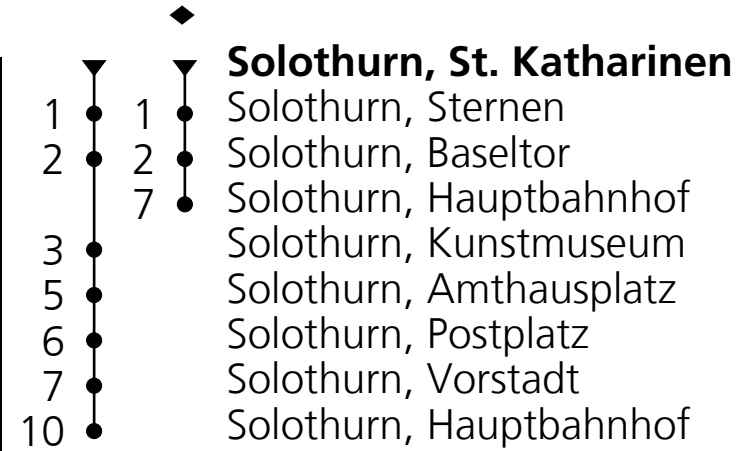 Solothurn, St. Katharinen
1 1 Solothurn, Sternen
2 2 Solothurn, Baseltor
7 Solothurn, Hauptbahnhof
3 Solothurn, Kunstmuseum
5 Solothurn, Amthausplatz
6 Solothurn, Postplatz
7 Solothurn, Vorstadt
10 Solothurn, Hauptbahnhof